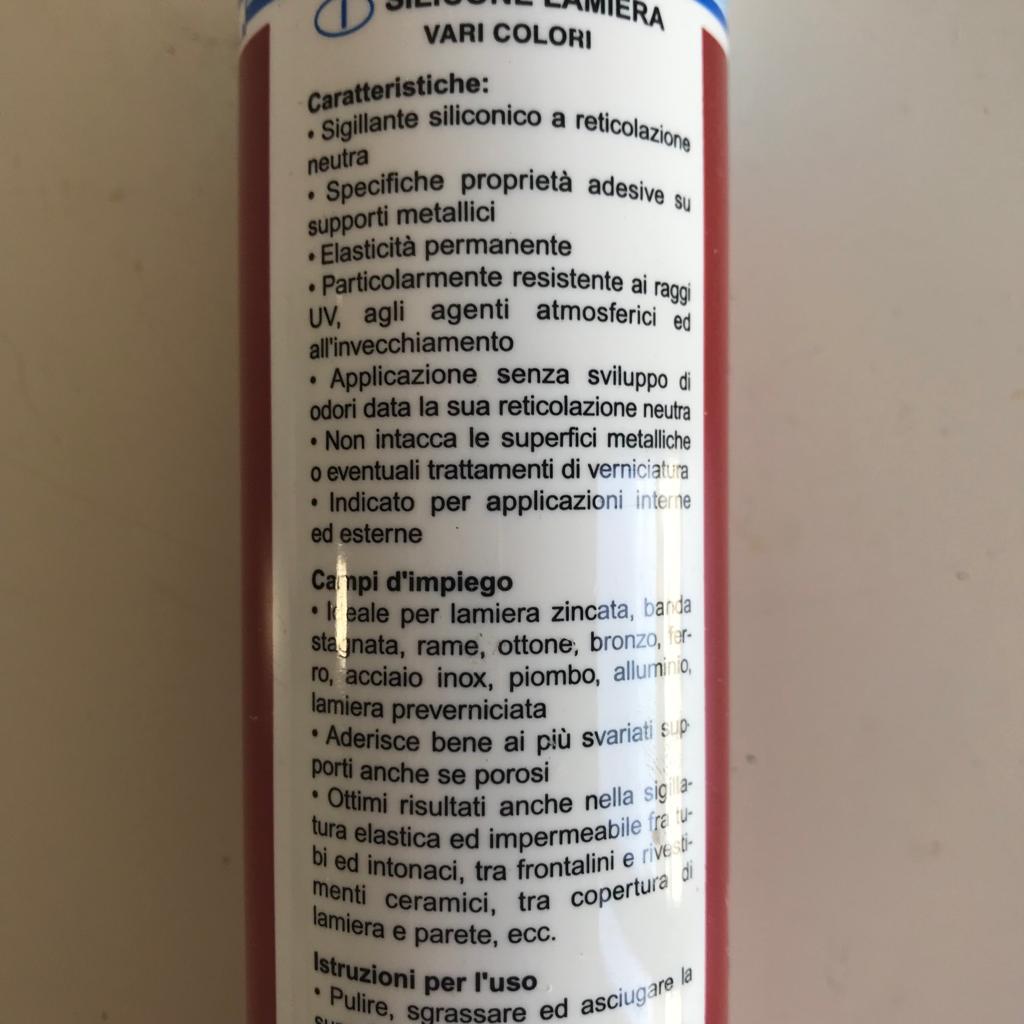 SILICONE LAMIERA
VARI COLORI
Caratteristiche:
• Sigillante siliconico a reticolazione
neutra
• Specifiche proprietà adesive su
supporti metallici
• Elasticità permanente
• Particolarmente resistente ai raggi
UV, agli agenti atmosferici ed
all'invecchiamento
• Applicazione senza sviluppo di
odori data la sua reticolazione neutra
• Non intacca le superfici metalliche
o eventuali trattamenti di verniciatura
• Indicato per applicazioni interne
ed esterne
Campi d'impiego
• Ideale per lamiera zincata, banda
stagnata, rame, ottone, bronzo, fer-
ro, acciaio inox, piombo, alluminio,
lamiera preverniciata
• Aderisce bene ai più svariati sup-
porti anche se porosi
• Ottimi risultati anche nella sigilla-
tura elastica ed impermeabile fra tu-
bi ed intonaci, tra frontalini e rivesti-
menti ceramici, tra copertura di
lamiera e parete, ecc.
Istruzioni per l'uso
• Pulire, sgrassare ed asciugare la